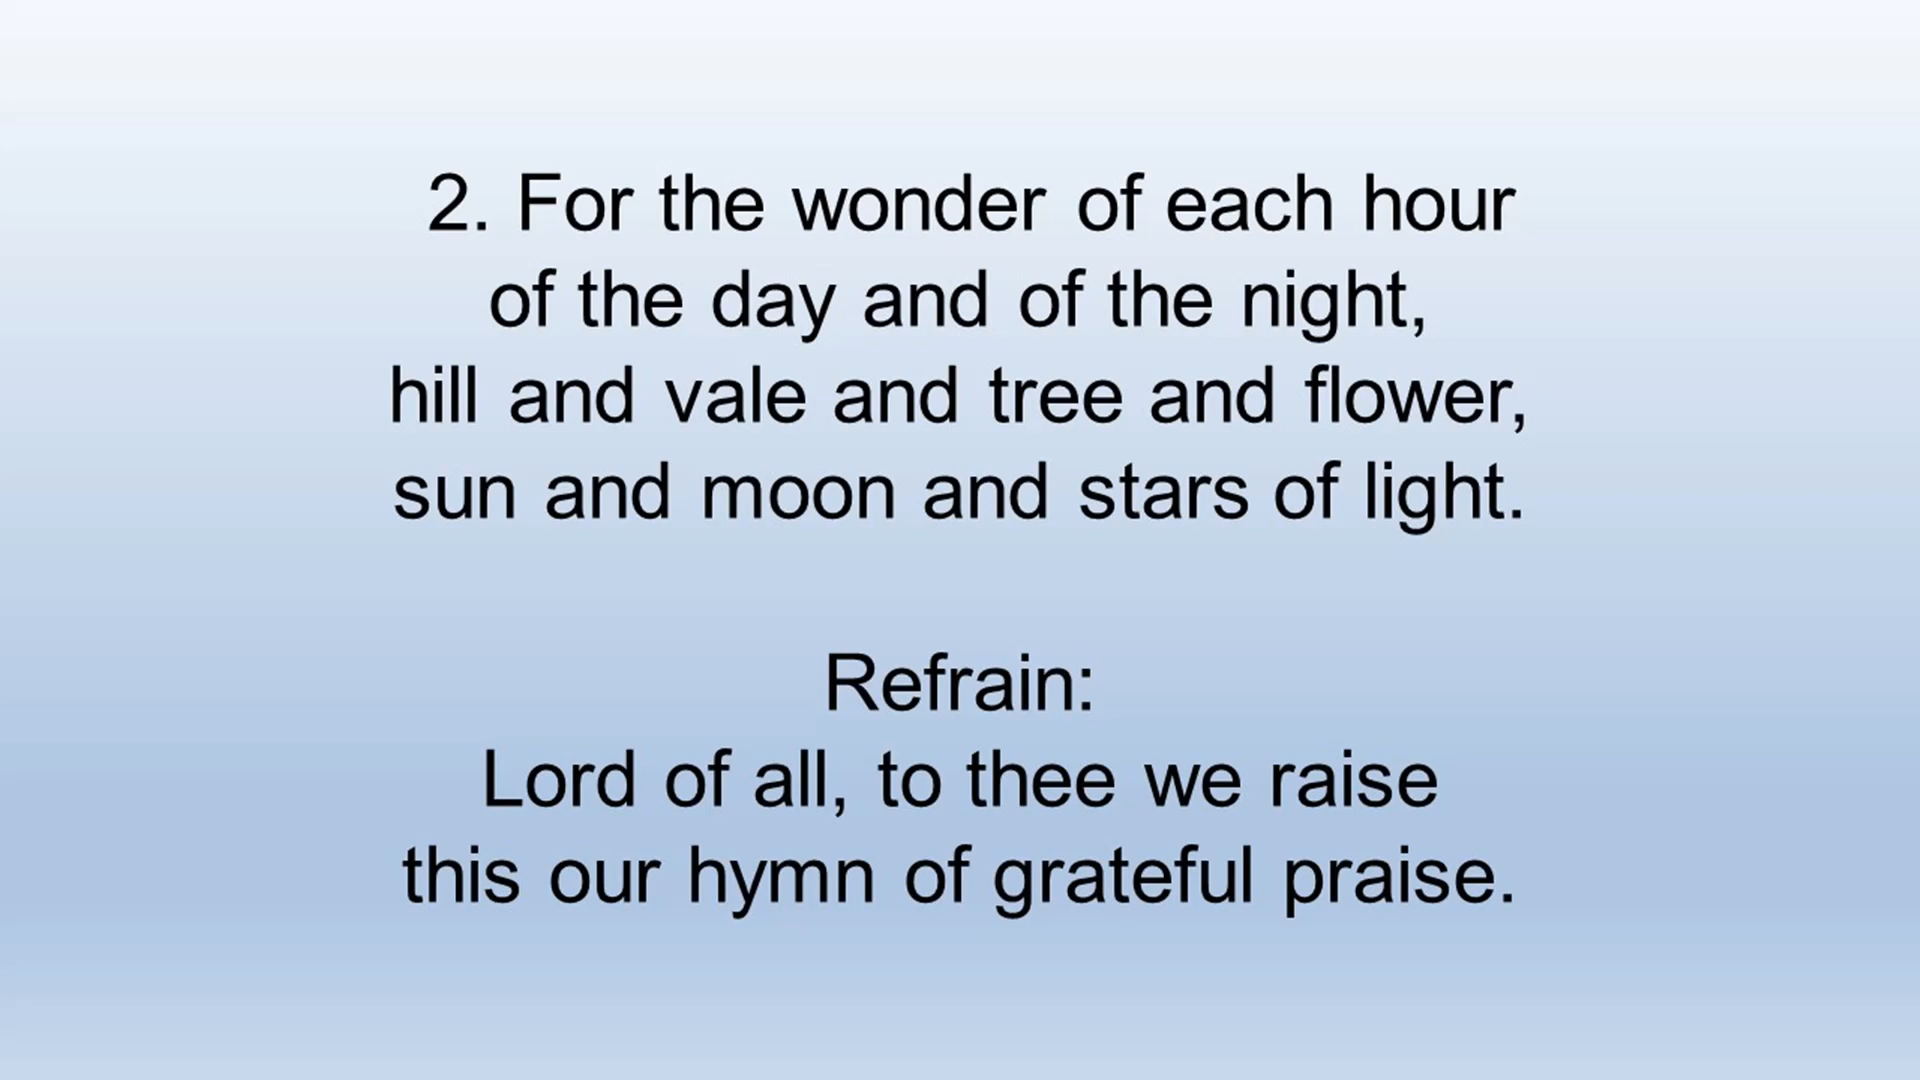 2. For the wonder of each hour
of the day and of the night,
hill and vale and tree and flower,
sun and moon and stars of light.
Refrain:
Lord of all, to thee we raise
this our hymn of grateful praise.